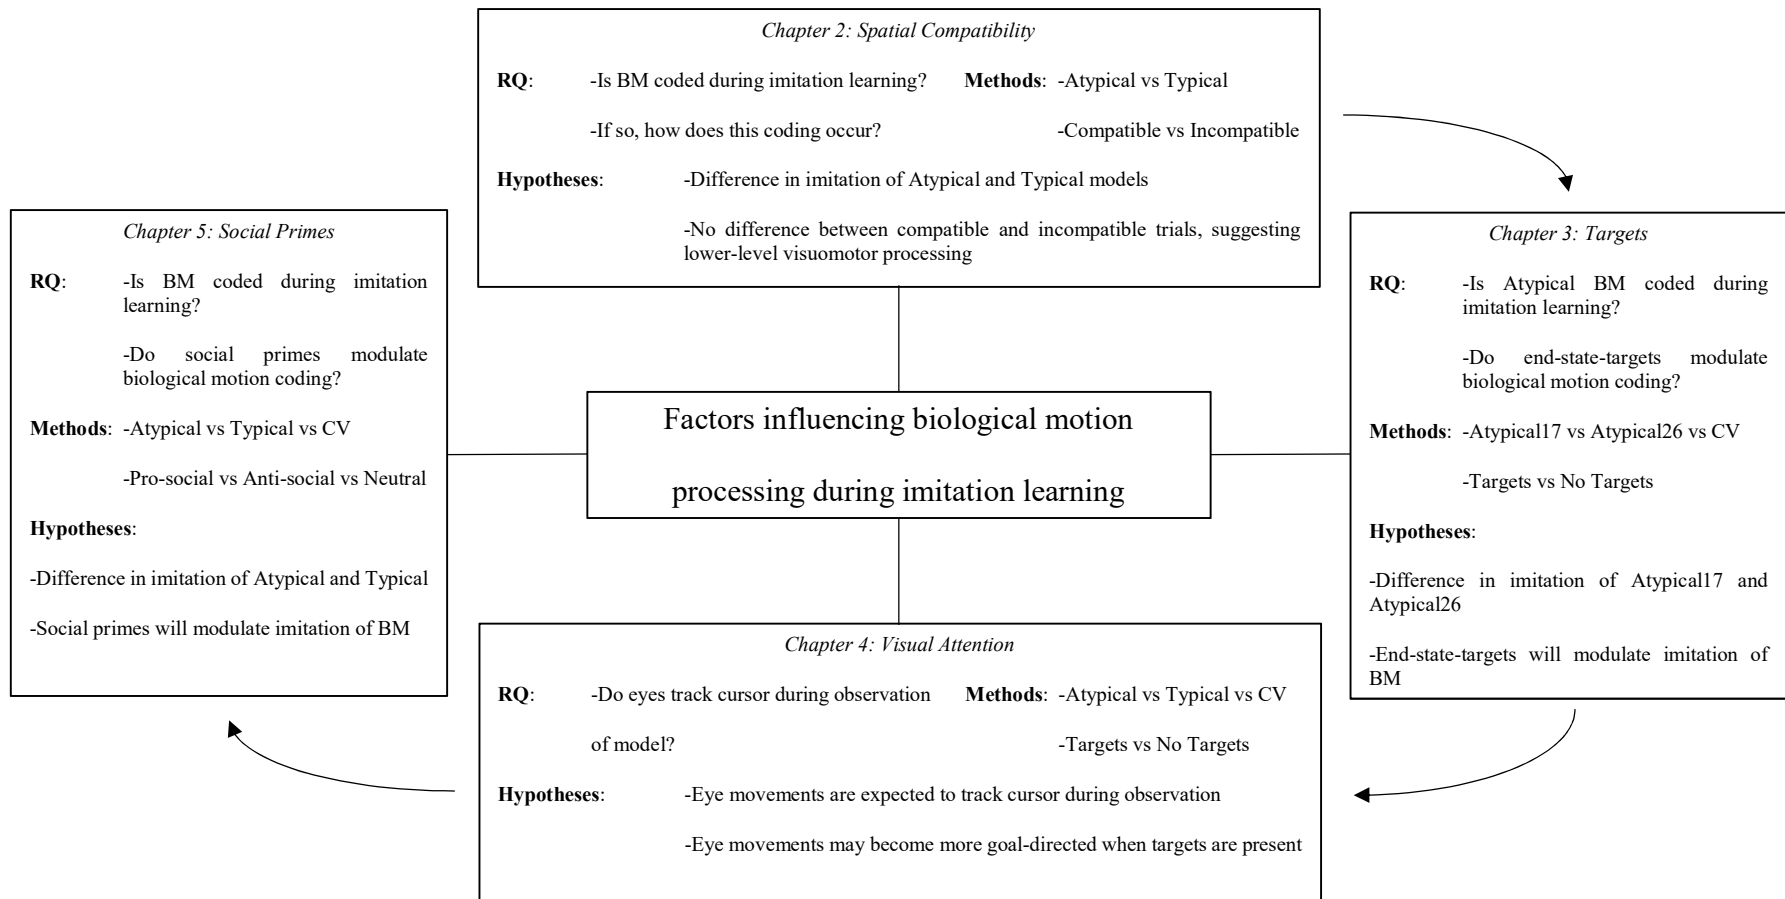 Chapter 2: Spatial Compatibility
RQ: -Is BM coded during imitation learning? Methods: -Atypical vs Typical
-If so, how does this coding occur? -Compatible vs Incompatible
Hypotheses: -Difference in imitation of Atypical and Typical models
-No difference between compatible and incompatible trials, suggesting
lower-level visuomotor processing
Chapter 5: Social Primes
RQ: -Is BM coded during imitation
learning?
-Do social primes modulate
biological motion coding?
Methods: -Atypical vs Typical vs CV
-Pro-social vs Anti-social vs Neutral
Hypotheses:
-Difference in imitation of Atypical and Typical
-Social primes will modulate imitation of BM
Factors influencing biological motion
processing during imitation learning
Chapter 3: Targets
RQ: -Is Atypical BM coded during
imitation learning?
-Do end-state-targets modulate
biological motion coding?
Methods: -Atypical17 vs Atypical26 vs CV
-Targets vs No Targets
Hypotheses:
-Difference in imitation of Atypical17 and
Atypical26
-End-state-targets will modulate imitation of
BM
Chapter 4: Visual Attention
RQ: -Do eyes track cursor during observation Methods: -Atypical vs Typical vs CV
of model? -Targets vs No Targets
Hypotheses: -Eye movements are expected to track cursor during observation
-Eye movements may become more goal-directed when targets are present